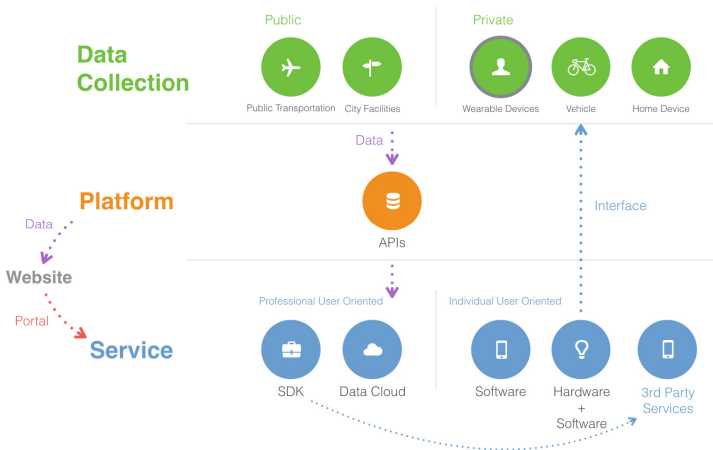 Public
Private
Data
Collection
Public Transportation
City Facilities
Wearable Devices
Vehicle
Home Device
Data
Platform
Interface
Data
APIs
Website
Professional User Oriented
Individual User Oriented
Portal
Service
SDK
Data Cloud
Software
Hardware
+
Software
3rd Party
Services